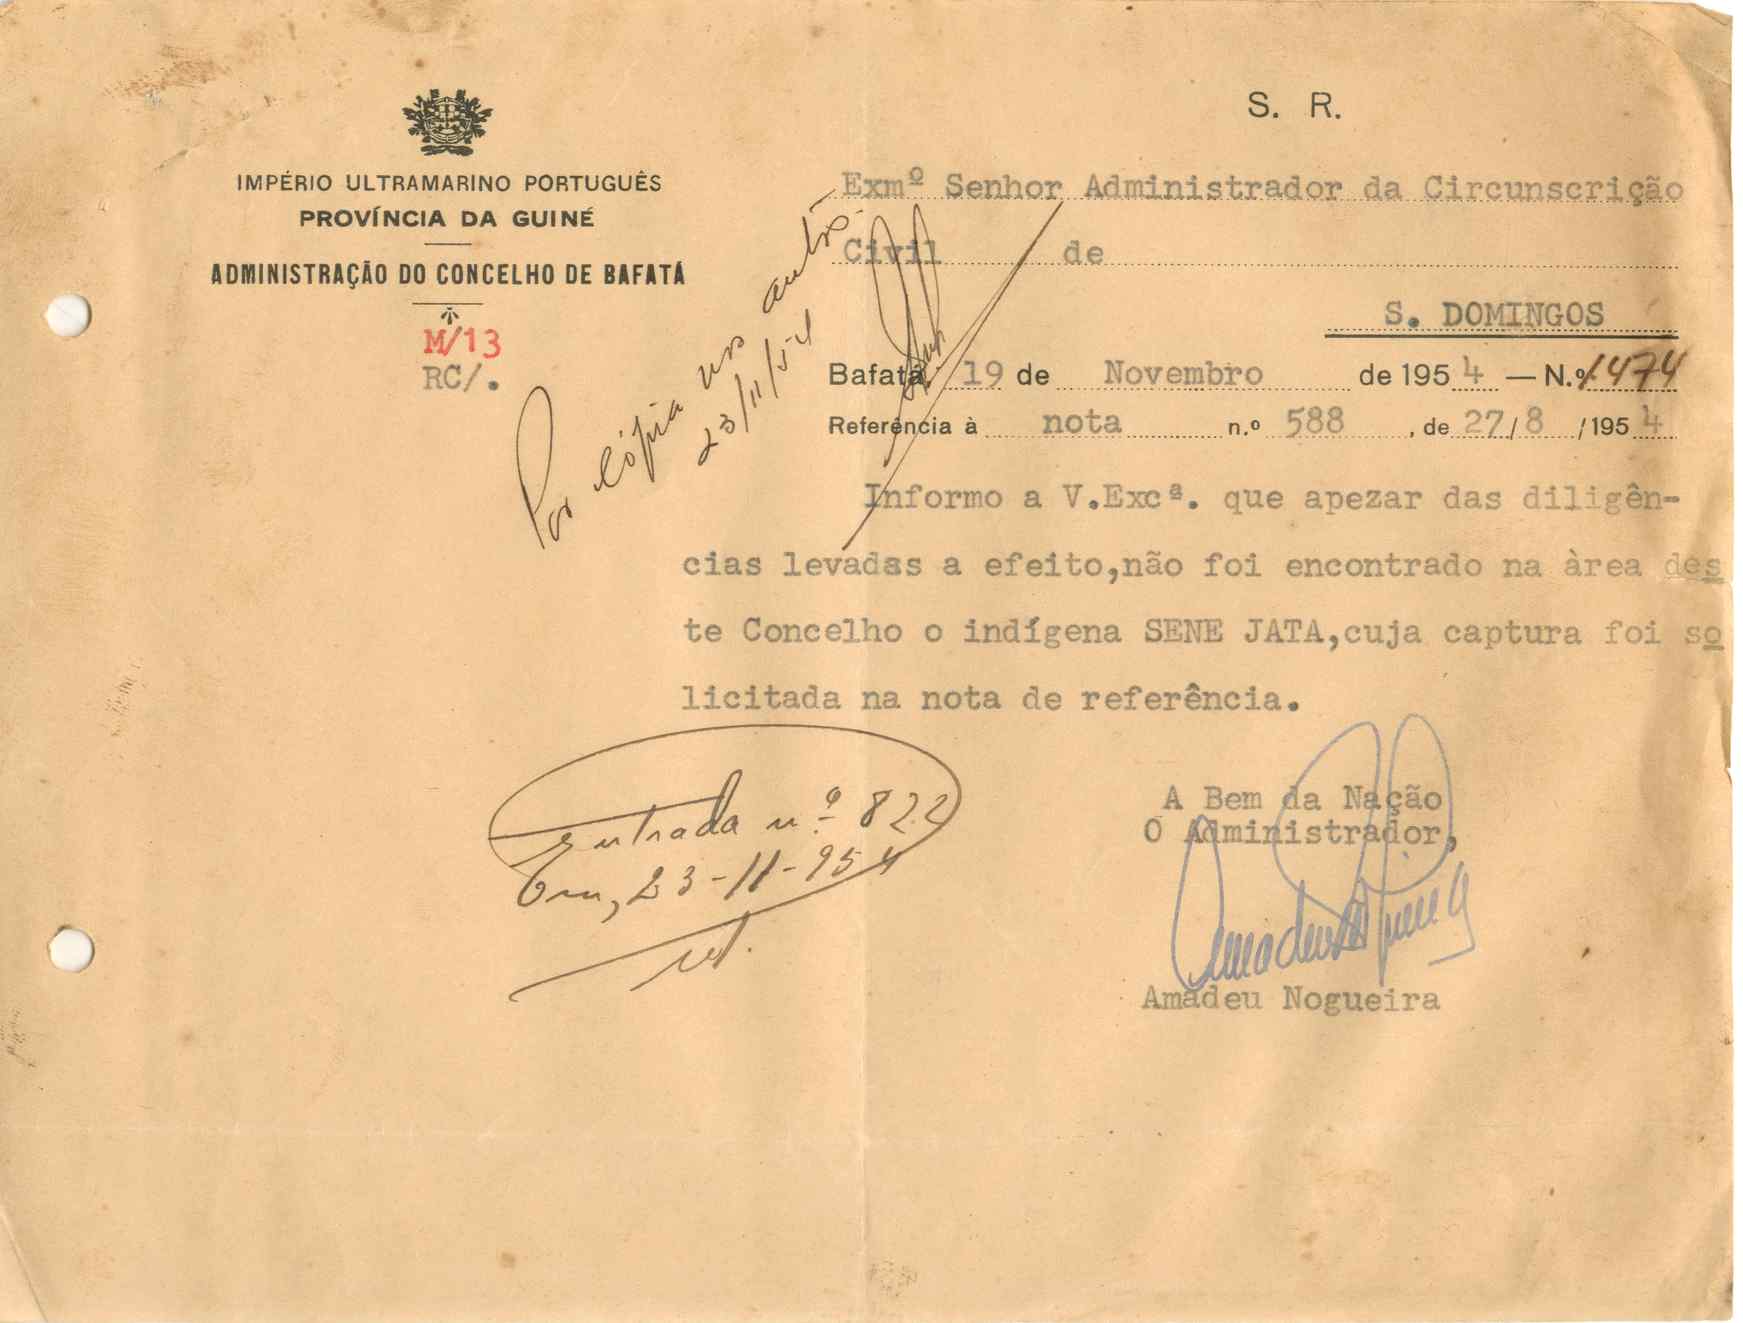 S. R.
IMPÉRIO ULTRAMARINO PORTUGUÊS
PROVÍNCIA DA GUINÉ
ADMINISTRAÇÃO DO CONCELHO DE BAFATÁ
M/13
RC/.
Exmº Senhor Administrador da Circunscrição
Civil de
S. DOMINGOS
Bafatá, 19 de Novembro de 1954 — N.º 1474
Referência à nota n.º 588, de 27/8/1954
Por cópia nos autos.
23/11/54
Informo a V.Excª. que apezar das diligên-
cias levadas a efeito,não foi encontrado na àrea des
te Concelho o indígena SENE JATA,cuja captura foi so
licitada na nota de referência.
Entrada n.º 822
Em, 23-11-954
A Bem da Nação
O Administrador,
Amadeu Nogueira
Amadeu Nogueira